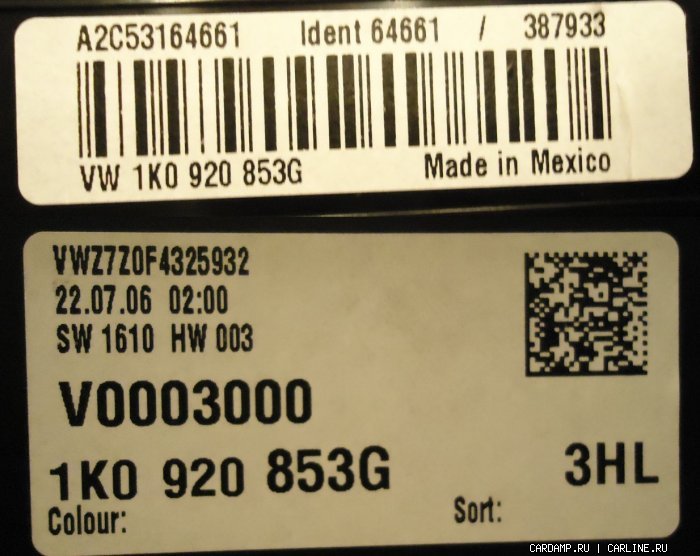 A2C53164661 Ident 64661 / 387933
VW 1K0 920 853G Made in Mexico
VWZ7Z0F4325932
22.07.06 02:00
SW 1610 HW 003
V0003000
1K0 920 853G 3HL
Colour: Sort:
CARDAMP.RU | CARLINE.RU